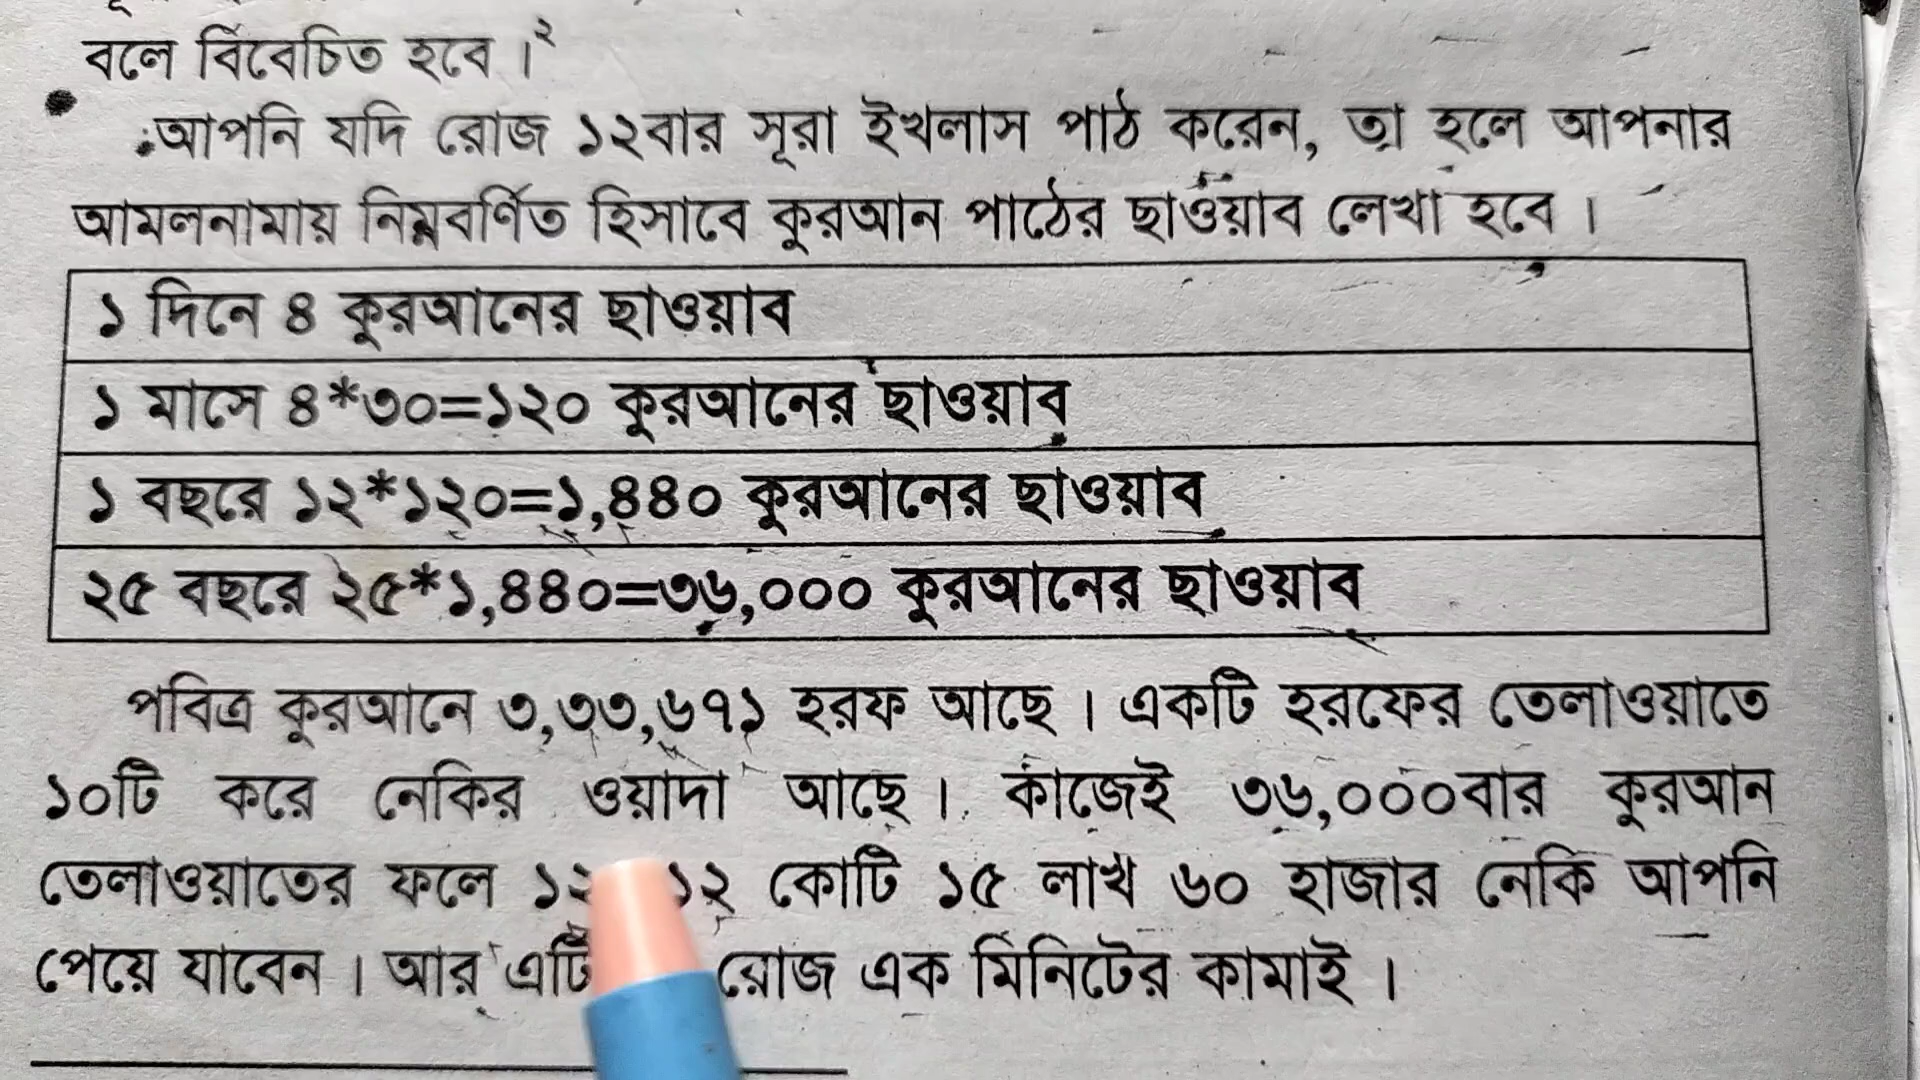 বলে বিবেচিত হবে।২
আপনি যদি রোজ ১২বার সূরা ইখলাস পাঠ করেন, তা হলে আপনার
আমলনামায় নিম্নবর্ণিত হিসাবে কুরআন পাঠের ছাওয়াব লেখা হবে।
১ দিনে ৪ কুরআনের ছাওয়াব
১ মাসে ৪*৩০=১২০ কুরআনের ছাওয়াব
১ বছরে ১২*১২০=১,৪৪০ কুরআনের ছাওয়াব
২৫ বছরে ২৫*১,৪৪০=৩৬,০০০ কুরআনের ছাওয়াব
পবিত্র কুরআনে ৩,৩৩,৬৭১ হরফ আছে। একটি হরফের তেলাওয়াতে
১০টি করে নেকির ওয়াদা আছে। কাজেই ৩৬,০০০বার কুরআন
তেলাওয়াতের ফলে ১২ ১২ কোটি ১৫ লাখ ৬০ হাজার নেকি আপনি
পেয়ে যাবেন। আর এটি রোজ এক মিনিটের কামাই।